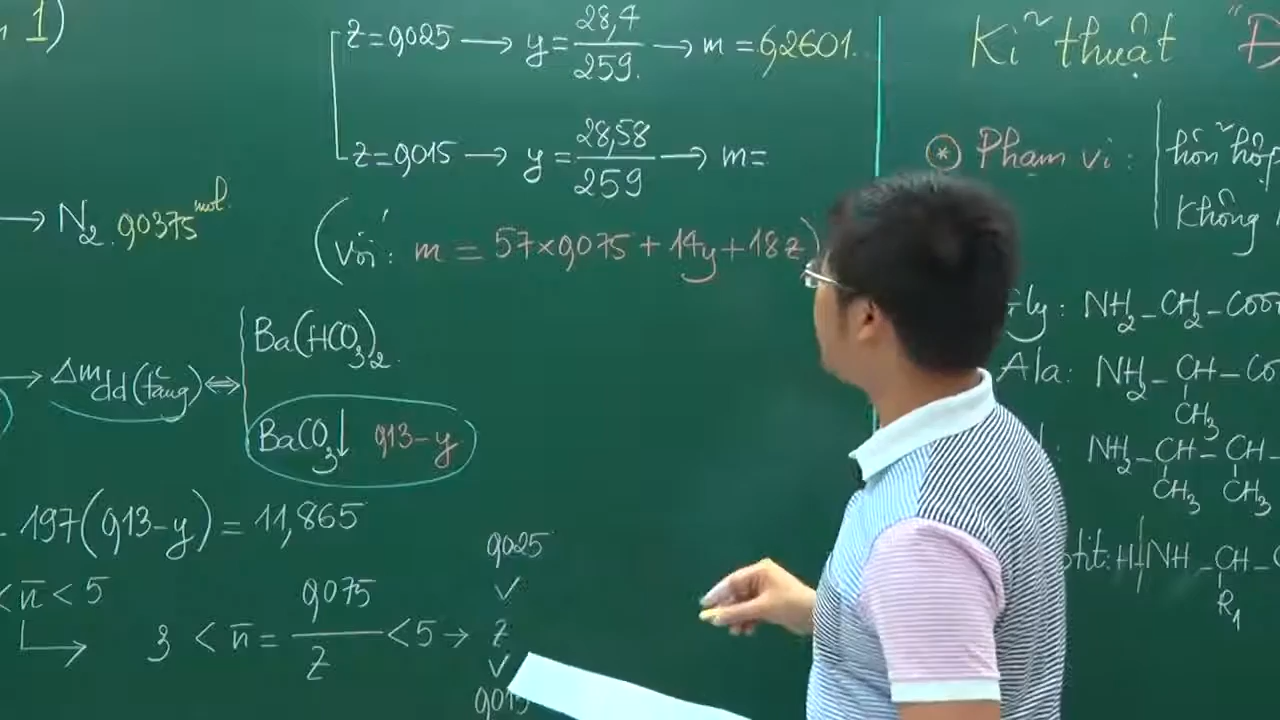 1)
z=0,025 → y = 28,4/259. → m = 6,2601.
z=0,015 → y = 28,58/259 → m=
(Với: m = 57×0,075 + 14y + 18z)
→ N₂. 0,0375 mol.
→ Δm dd(tăng) ⇔
Ba(HCO₃)₂.
BaCO₃↓ 0,13-y
- 197(0,13-y) = 11,865
< n̄ < 5
3 < n̄ = 0,075/z < 5 →
0,025
∨
z
∨
0,015
Kĩ thuật "Đ
* Phạm vi:
hỗn hợp
Không
Gly: NH₂-CH₂-COO
Ala: NH₂-CH-CO
CH₃
: NH₂-CH-CH-
CH₃ CH₃
tit: H-NH-CH-
R₁